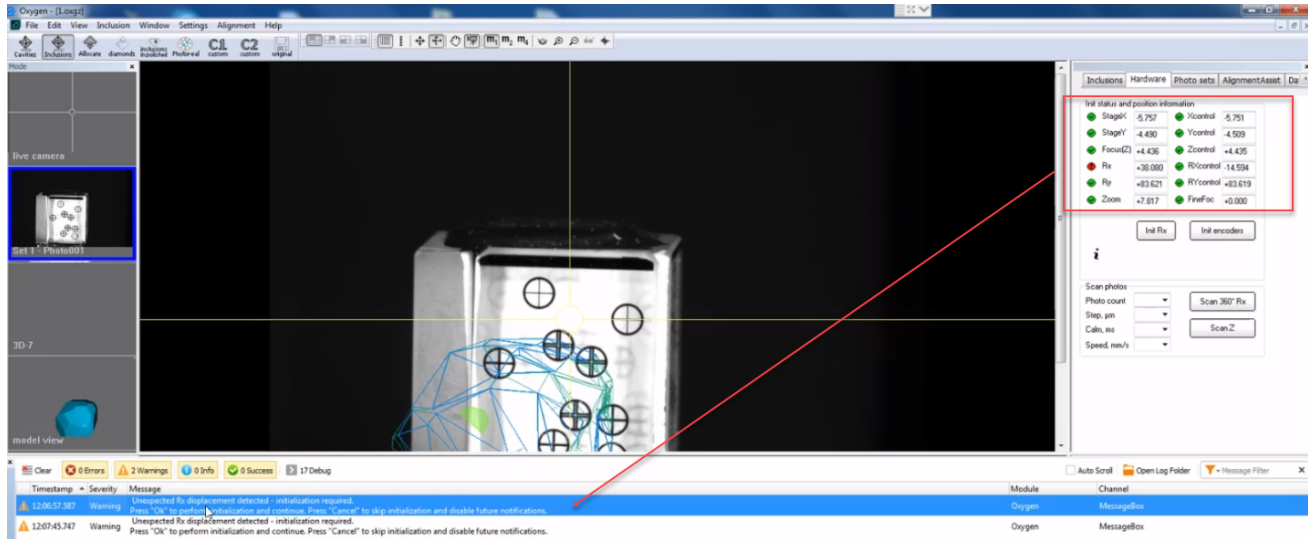 Oxygen - [1.oxgz]
File Edit View Inclusion Window Settings Alignment Help
Cavities Inclusions Allocate diamonds Inclusions in polished Photoreal C1 custom C2 custom original
m1 m2 m4
Mode
live camera
Set 1 - Photo001
3D-7
model view
Inclusions Hardware Photo sets AlignmentAssist Da
Init status and position information
StageX -5.757 Xcontrol -5.751
StageY -4.490 Ycontrol -4.509
Focus(Z) +4.436 Zcontrol +4.435
Rx +38.080 RXcontrol -14.594
Ry +83.621 RYcontrol +83.619
Zoom +7.817 FineFoc +0.000
Init Rx Init encoders
i
Scan photos
Photo count Scan 360° Rx
Step, µm
Calm, ms Scan Z
Speed, mm/s
Clear 0 Errors 2 Warnings 0 Info 0 Success 17 Debug Auto Scroll Open Log Folder Message Filter
Timestamp Severity Message Module Channel
12:06:57.587 Warning Unexpected Rx displacement detected - initialization required. Oxygen MessageBox
Press "Ok" to perform initialization and continue. Press "Cancel" to skip initialization and disable future notifications.
12:07:45.747 Warning Unexpected Rx displacement detected - initialization required. Oxygen MessageBox
Press "Ok" to perform initialization and continue. Press "Cancel" to skip initialization and disable future notifications.